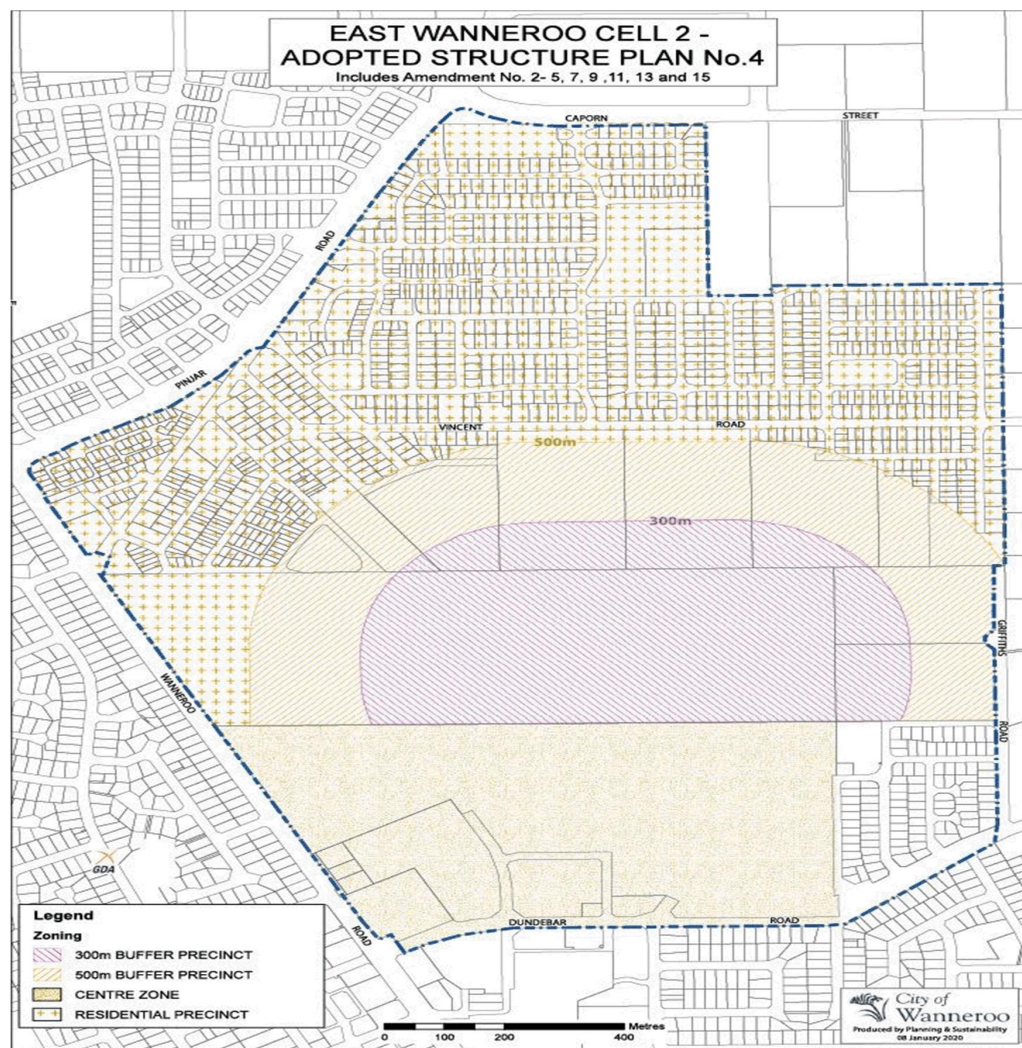 EAST WANNEROO CELL 2 -
ADOPTED STRUCTURE PLAN No.4
Includes Amendment No. 2- 5, 7, 9 ,11, 13 and 15
CAPORN
STREET
ROAD
PINJAR
VINCENT
ROAD
500m
300m
GRIFFITHS
WANNEROO
ROAD
GDA
ROAD
DUNDEBAR
ROAD
Legend
Zoning
300m BUFFER PRECINCT
500m BUFFER PRECINCT
CENTRE ZONE
RESIDENTIAL PRECINCT
Metres
0 100 200 400
City of
Wanneroo
Produced by Planning & Sustainability
08 January 2020